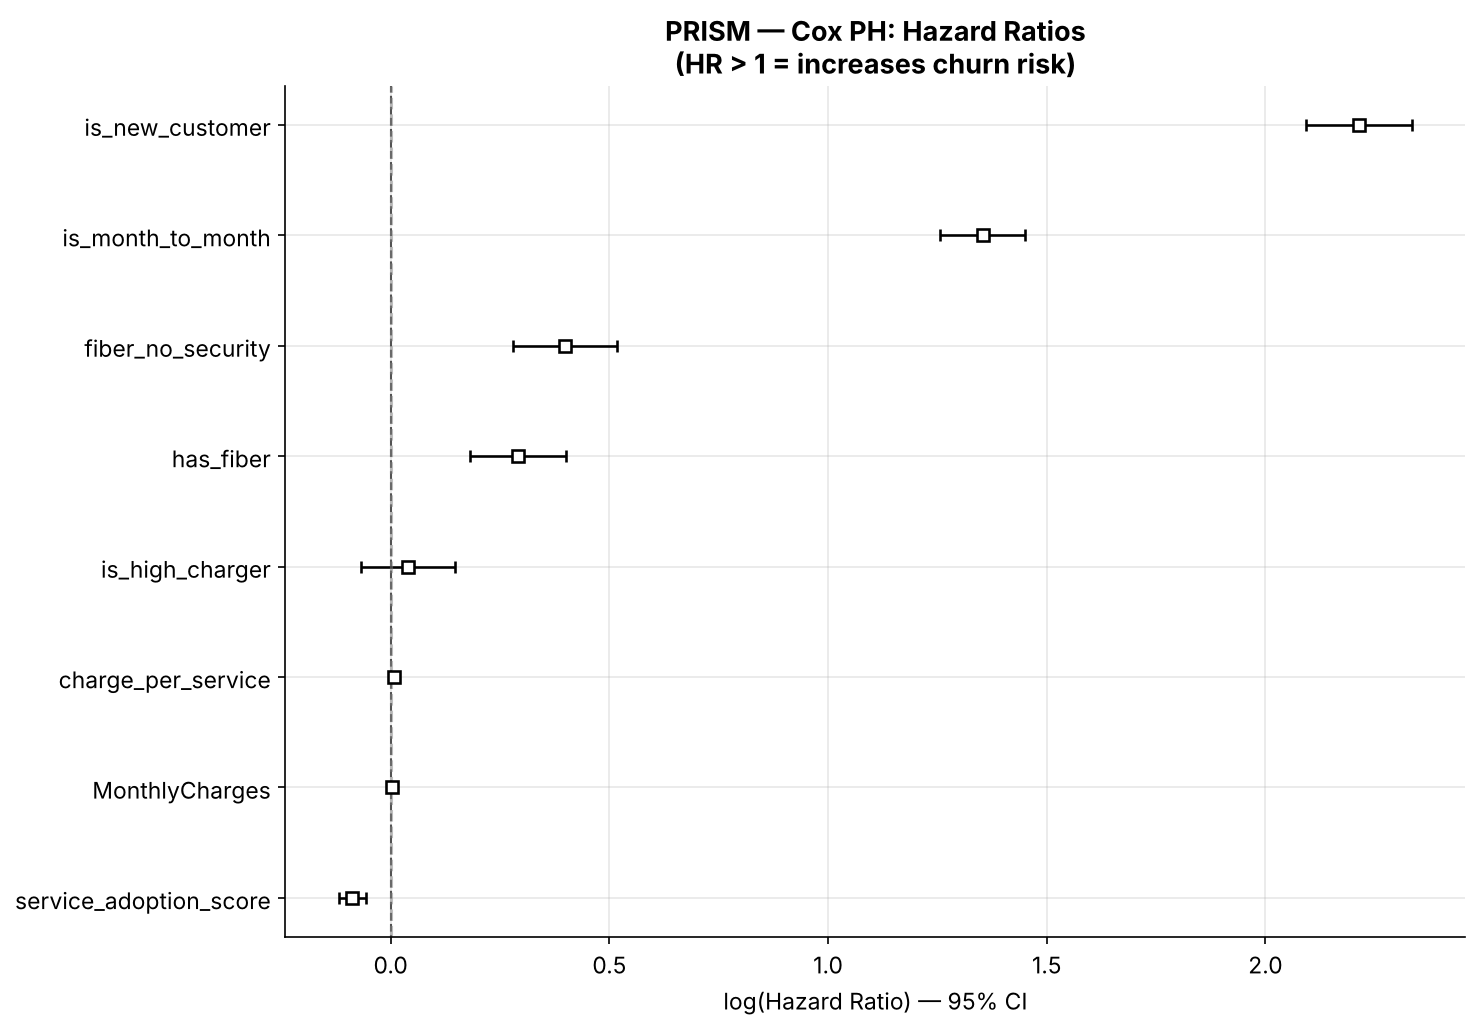 PRISM — Cox PH: Hazard Ratios
(HR > 1 = increases churn risk)
is_new_customer
is_month_to_month
fiber_no_security
has_fiber
is_high_charger
charge_per_service
MonthlyCharges
service_adoption_score
0.0 0.5 1.0 1.5 2.0
log(Hazard Ratio) — 95% CI